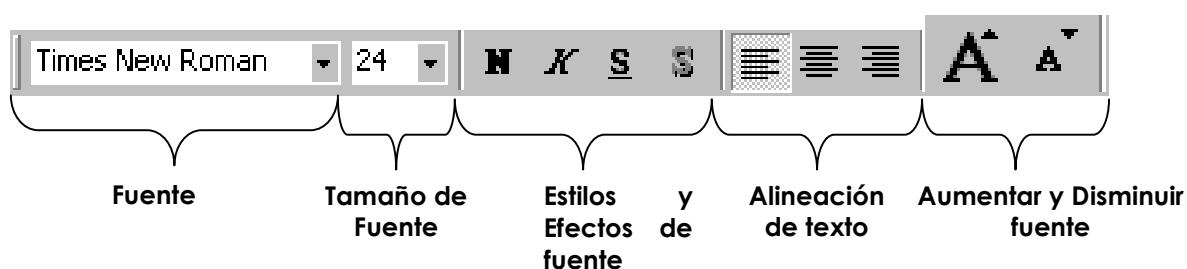 Times New Roman 24 N K S S A A
Fuente
Tamaño de
Fuente
Estilos y
Efectos de
fuente
Alineación
de texto
Aumentar y Disminuir
fuente